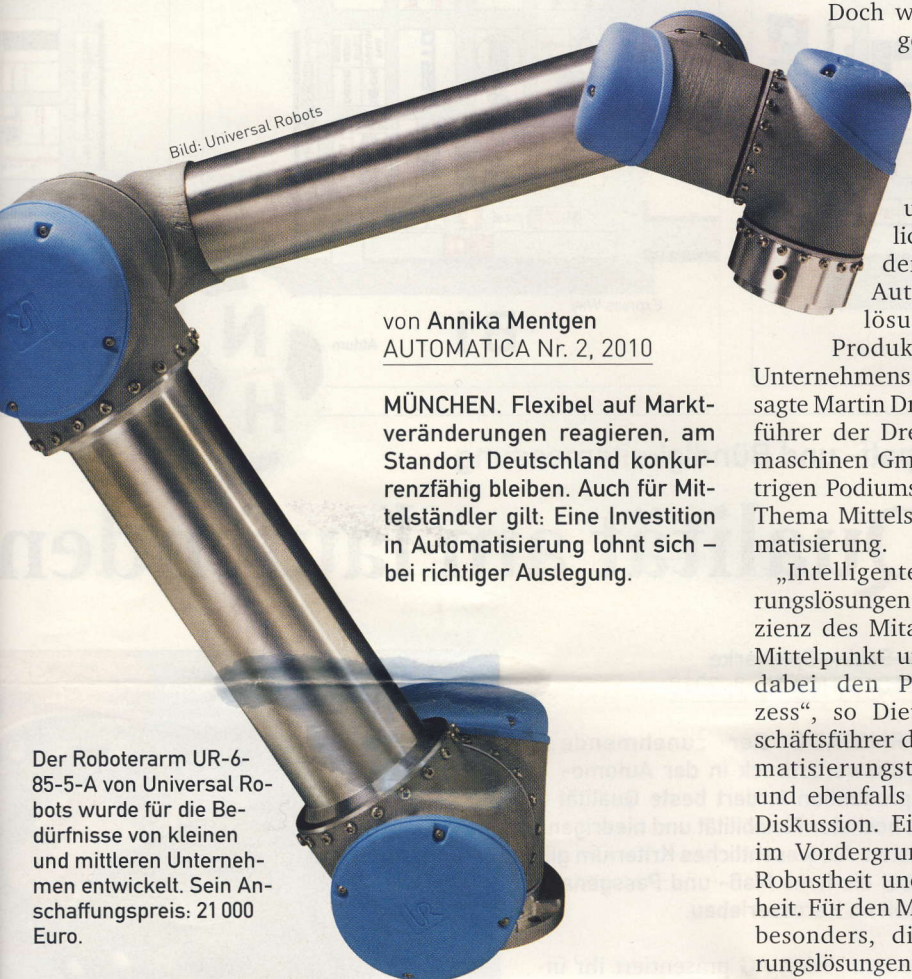 Bild: Universal Robots
von Annika Mentgen
AUTOMATICA Nr. 2, 2010
MÜNCHEN. Flexibel auf Markt-
veränderungen reagieren, am
Standort Deutschland konkur-
renzfähig bleiben. Auch für Mit-
telständler gilt: Eine Investition
in Automatisierung lohnt sich –
bei richtiger Auslegung.
Der Roboterarm UR-6-
85-5-A von Universal Ro-
bots wurde für die Be-
dürfnisse von kleinen
und mittleren Unterneh-
men entwickelt. Sein An-
schaffungspreis: 21 000
Euro.
Doch w
ge
u
lic
der
Aut
lösu
Produk
Unternehmens
sagte Martin Dr
führer der Dre
maschinen Gm
trigen Podiums
Thema Mittels
matisierung.
„Intelligente
rungslösungen
zienz des Mita
Mittelpunkt u
dabei den P
zess“, so Die
schäftsführer d
matisierungst
und ebenfalls
Diskussion. Ei
im Vordergrun
Robustheit und
heit. Für den M
besonders, di
rungslösungen